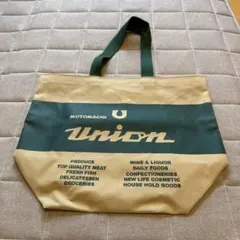 MOTOMACHI
Union
PRODUCE
TOP QUALITY MEAT
FRESH FISH
DELICATESSEN
GROCERIES
WINE & LIQUOR
DAILY FOODS
CONFECTIONERIES
NEW LIFE COSMETIC
HOUSE HOLD GOODS